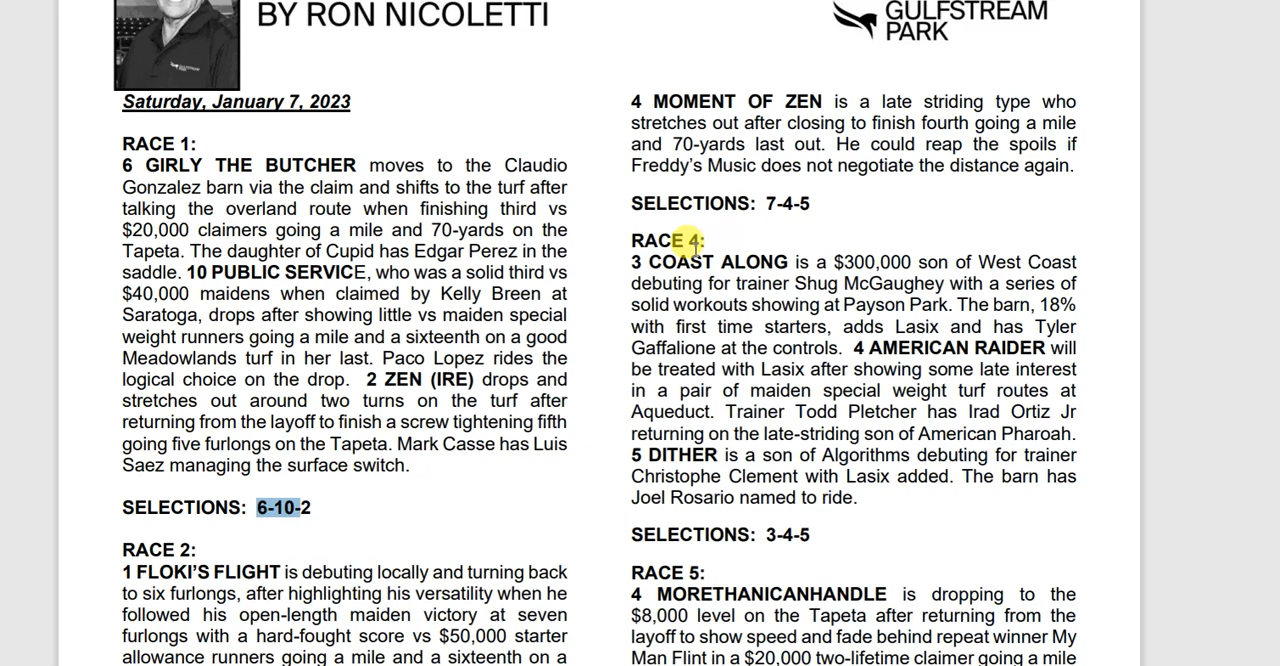 BY RON NICOLETTI
GULFSTREAM
PARK
Saturday, January 7, 2023
RACE 1:
6 GIRLY THE BUTCHER moves to the Claudio
Gonzalez barn via the claim and shifts to the turf after
talking the overland route when finishing third vs
$20,000 claimers going a mile and 70-yards on the
Tapeta. The daughter of Cupid has Edgar Perez in the
saddle. 10 PUBLIC SERVICE, who was a solid third vs
$40,000 maidens when claimed by Kelly Breen at
Saratoga, drops after showing little vs maiden special
weight runners going a mile and a sixteenth on a good
Meadowlands turf in her last. Paco Lopez rides the
logical choice on the drop. 2 ZEN (IRE) drops and
stretches out around two turns on the turf after
returning from the layoff to finish a screw tightening fifth
going five furlongs on the Tapeta. Mark Casse has Luis
Saez managing the surface switch.
SELECTIONS: 6-10-2
RACE 2:
1 FLOKI'S FLIGHT is debuting locally and turning back
to six furlongs, after highlighting his versatility when he
followed his open-length maiden victory at seven
furlongs with a hard-fought score vs $50,000 starter
allowance runners going a mile and a sixteenth on a
4 MOMENT OF ZEN is a late striding type who
stretches out after closing to finish fourth going a mile
and 70-yards last out. He could reap the spoils if
Freddy's Music does not negotiate the distance again.
SELECTIONS: 7-4-5
RACE 4:
3 COAST ALONG is a $300,000 son of West Coast
debuting for trainer Shug McGaughey with a series of
solid workouts showing at Payson Park. The barn, 18%
with first time starters, adds Lasix and has Tyler
Gaffalione at the controls. 4 AMERICAN RAIDER will
be treated with Lasix after showing some late interest
in a pair of maiden special weight turf routes at
Aqueduct. Trainer Todd Pletcher has Irad Ortiz Jr
returning on the late-striding son of American Pharoah.
5 DITHER is a son of Algorithms debuting for trainer
Christophe Clement with Lasix added. The barn has
Joel Rosario named to ride.
SELECTIONS: 3-4-5
RACE 5:
4 MORETHANICANHANDLE is dropping to the
$8,000 level on the Tapeta after returning from the
layoff to show speed and fade behind repeat winner My
Man Flint in a $20,000 two-lifetime claimer going a mile